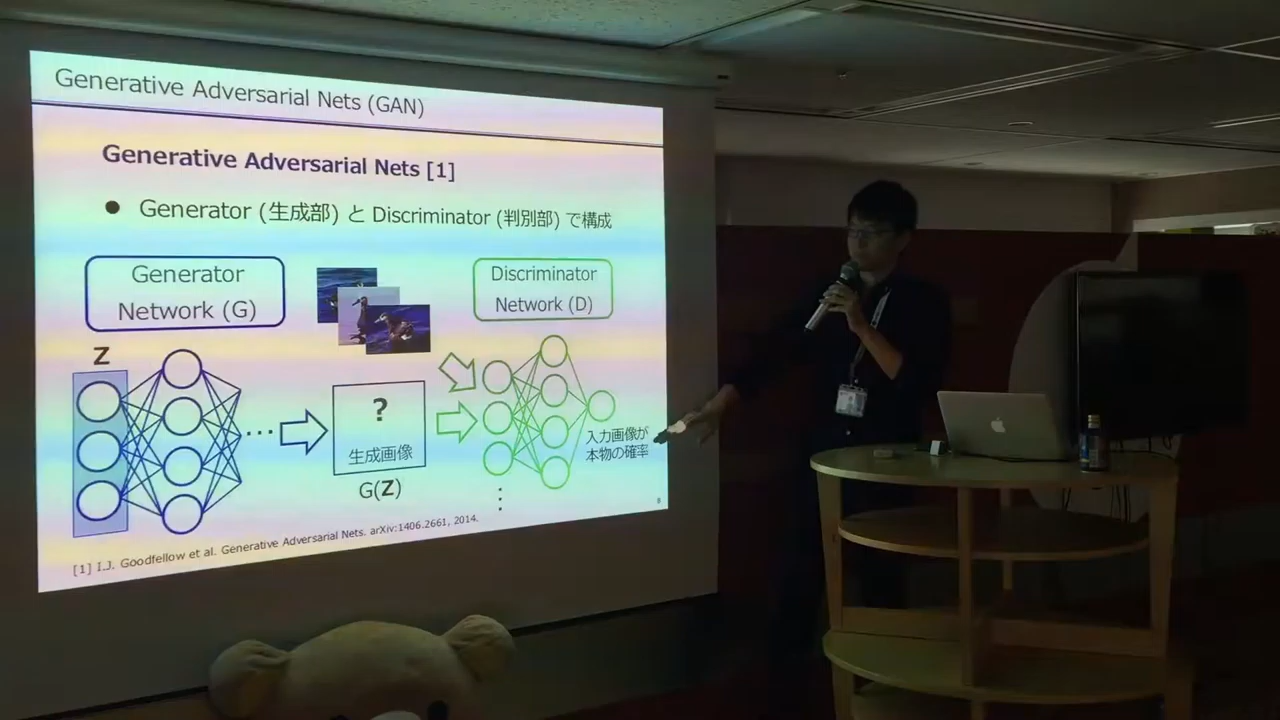 Generative Adversarial Nets (GAN)
Generative Adversarial Nets [1]
● Generator (生成部) と Discriminator (判別部) で構成
Generator
Network (G)
Discriminator
Network (D)
Z
...
?
生成画像
G(Z)
入力画像が
本物の確率
[1] I.J. Goodfellow et al. Generative Adversarial Nets. arXiv:1406.2661, 2014.